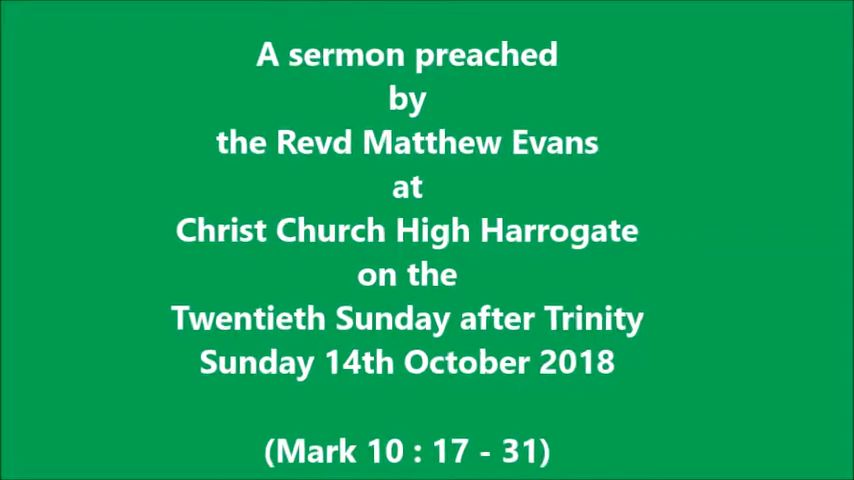 A sermon preached
by
the Revd Matthew Evans
at
Christ Church High Harrogate
on the
Twentieth Sunday after Trinity
Sunday 14th October 2018
(Mark 10 : 17 - 31)